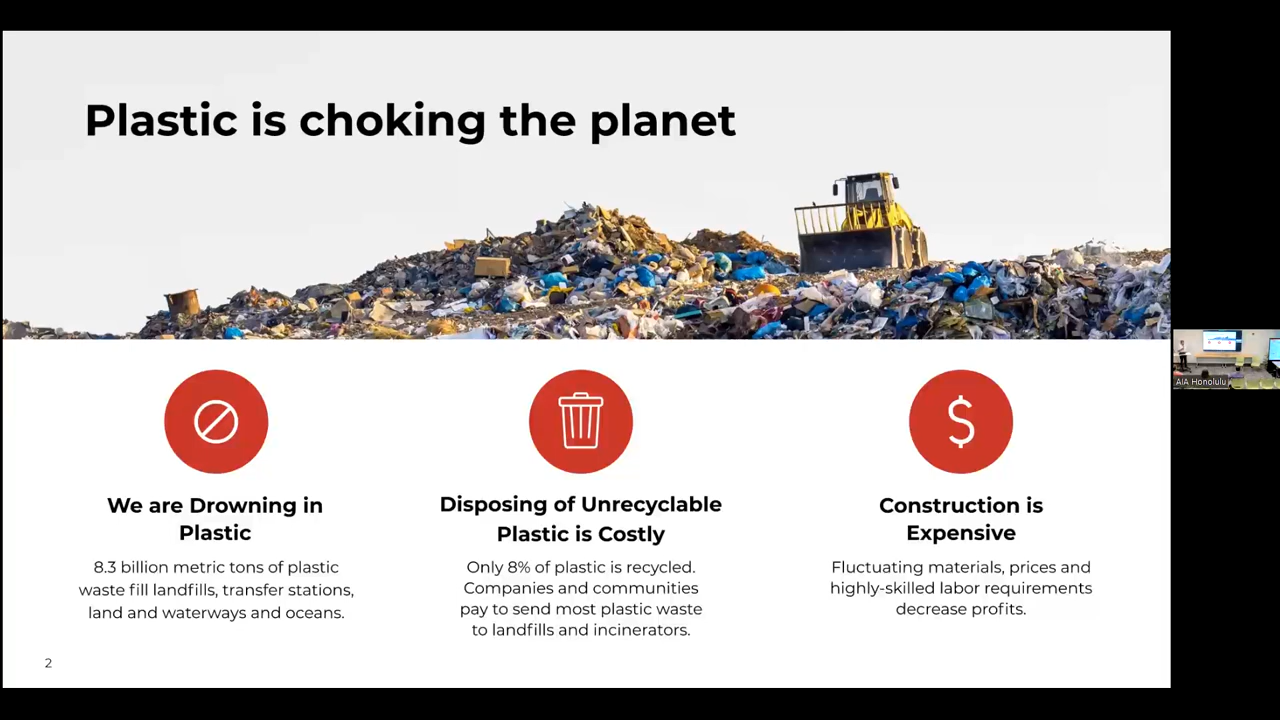 Plastic is choking the planet
We are Drowning in
Plastic
8.3 billion metric tons of plastic
waste fill landfills, transfer stations,
land and waterways and oceans.
Disposing of Unrecyclable
Plastic is Costly
Only 8% of plastic is recycled.
Companies and communities
pay to send most plastic waste
to landfills and incinerators.
Construction is
Expensive
Fluctuating materials, prices and
highly-skilled labor requirements
decrease profits.
2
AIA Honolulu